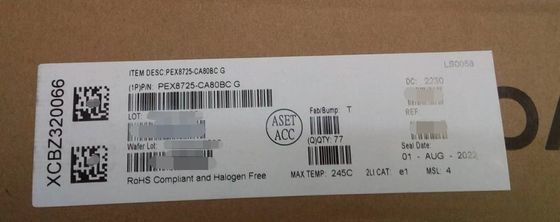 XCBZ320066
ITEM DESC:PEX8725-CA80BC G
LS0058
(1P)P/N: PEX8725-CA80BC G
DC: 2230
LOT:
Fab/Bump: T
REF:
ASET
ACC
Wafer Lot:
(Q)QTY: 77
Seal Date:
01 - AUG - 2022
RoHS Compliant and Halogen Free
MAX TEMP: 245C
2LI CAT: e1
MSL: 4